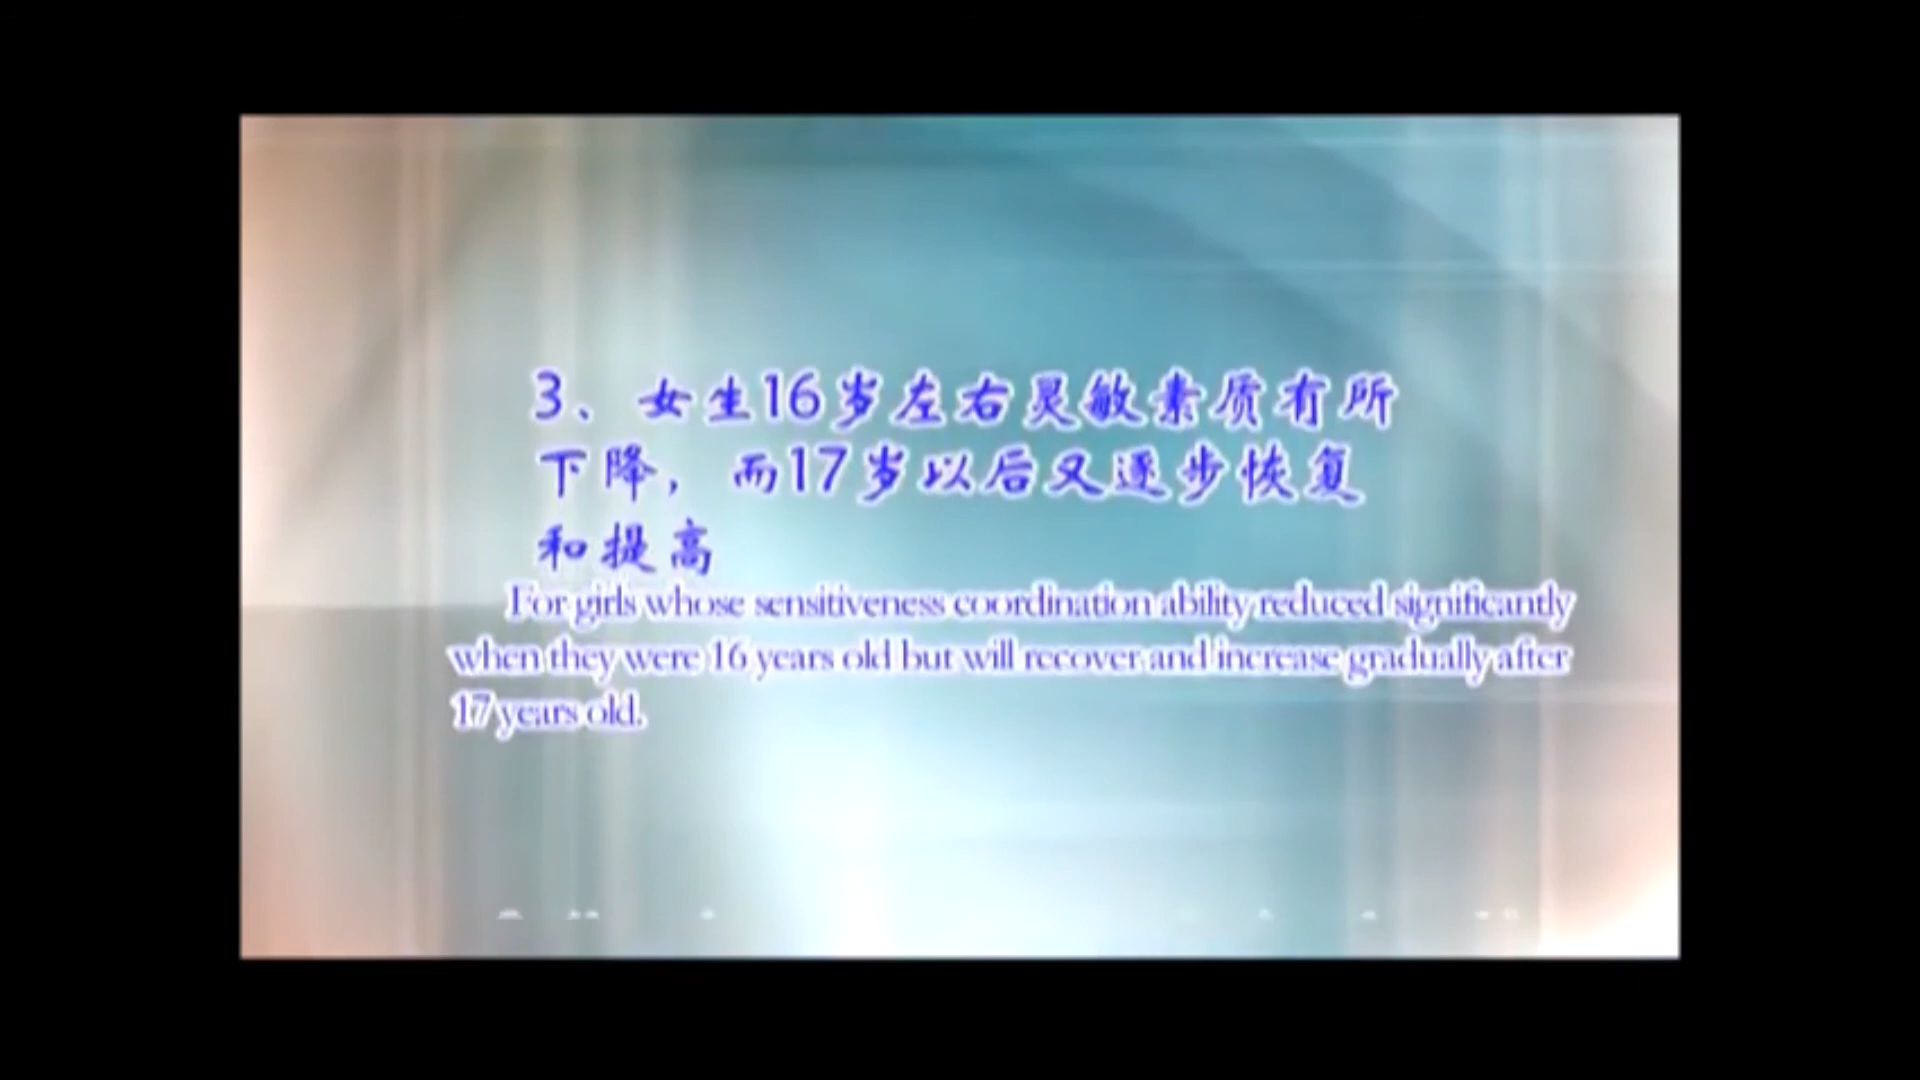 3、女生16岁左右灵敏素质有所
下降，而17岁以后又逐步恢复
和提高
For girls whose sensitiveness coordination ability reduced significantly
when they were 16 years old but will recover and increase gradually after
17 years old.